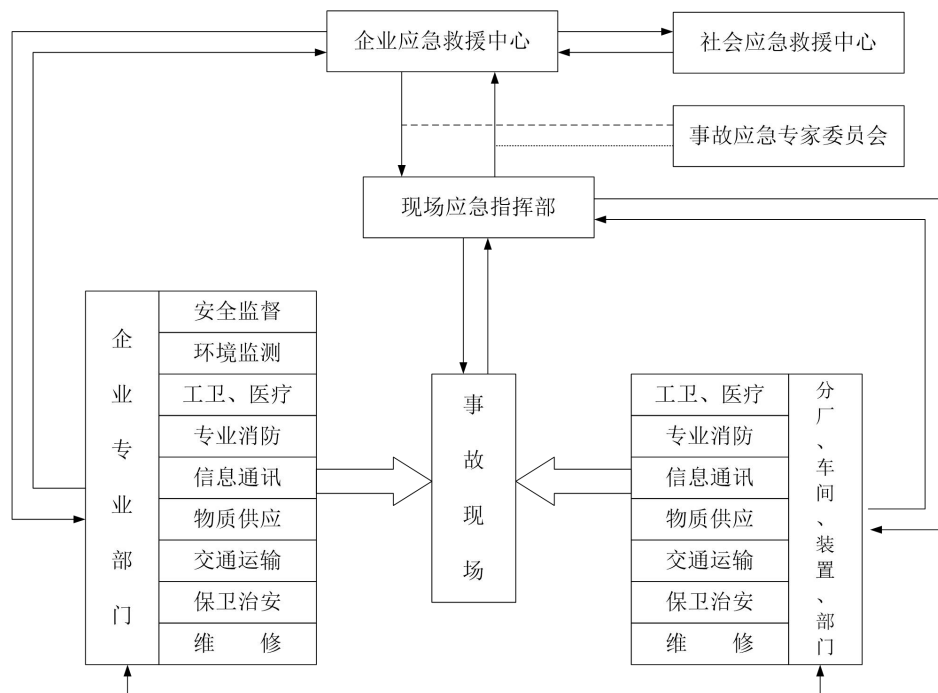 企业应急救援中心
社会应急救援中心
事故应急专家委员会
现场应急指挥部
企业专业部门
安全监督
环境监测
工卫、医疗
专业消防
信息通讯
物质供应
交通运输
保卫治安
维 修
事故现场
工卫、医疗
专业消防
信息通讯
物质供应
交通运输
保卫治安
维 修
分厂、车间、装置、部门